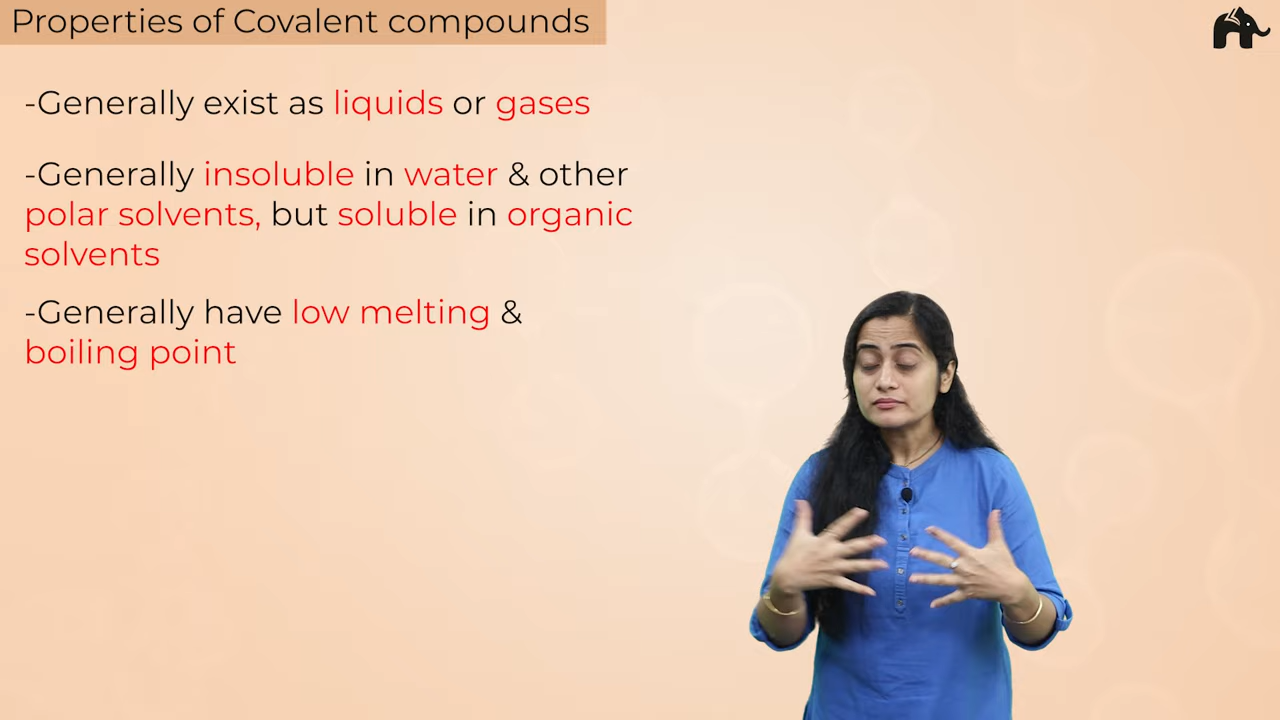 Properties of Covalent compounds
-Generally exist as liquids or gases
-Generally insoluble in water & other
polar solvents, but soluble in organic
solvents
-Generally have low melting &
boiling point